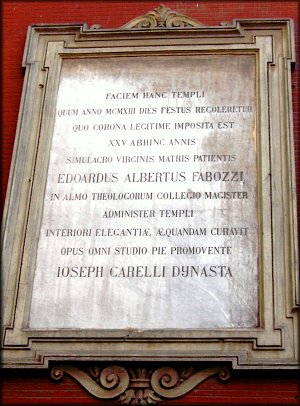 FACIEM HANC TEMPLI
QUUM ANNO MCMXIII DIES FESTUS RECOLERETUR
QUO CORONA LEGITIME IMPOSITA EST
XXV ABHINC ANNIS
SIMULACRO VIRGINIS MATRIS PATIENTIS
EDOARDUS ALBERTUS FABOZZI
IN ALMO THEOLOGORUM COLLEGIO MAGISTER
ADMINISTER TEMPLI
INTERIORI ELEGANTIÆ, ÆQUANDAM CURAVIT
OPUS OMNI STUDIO PIE PROMOVENTE
IOSEPH CARELLI DYNASTA